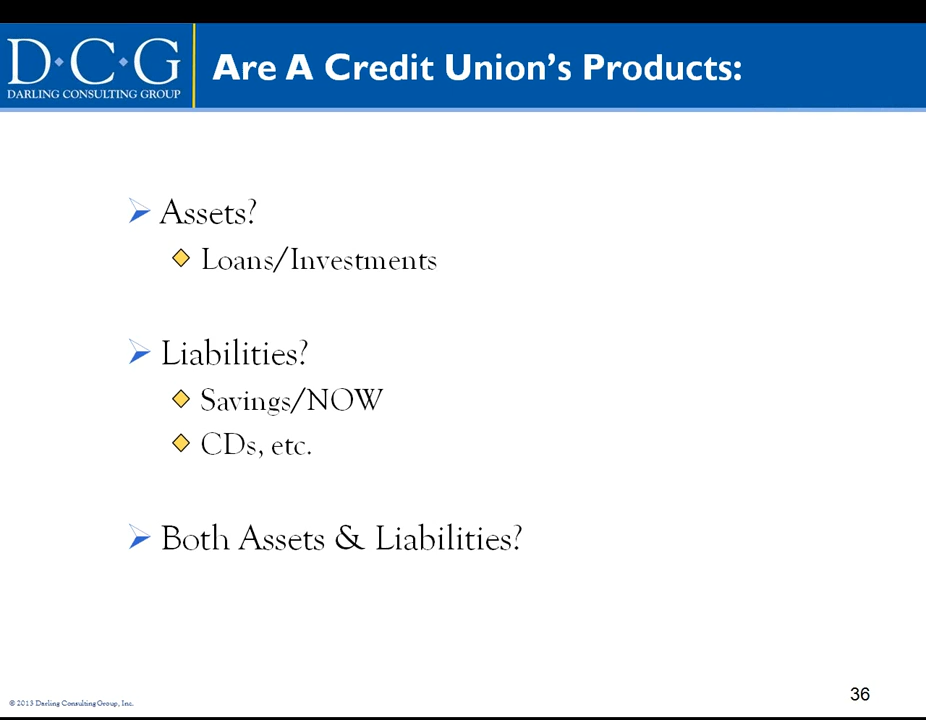 D·C·G
DARLING CONSULTING GROUP
Are A Credit Union's Products:
Assets?
Loans/Investments
Liabilities?
Savings/NOW
CDs, etc.
Both Assets & Liabilities?
© 2013 Darling Consulting Group, Inc.
36